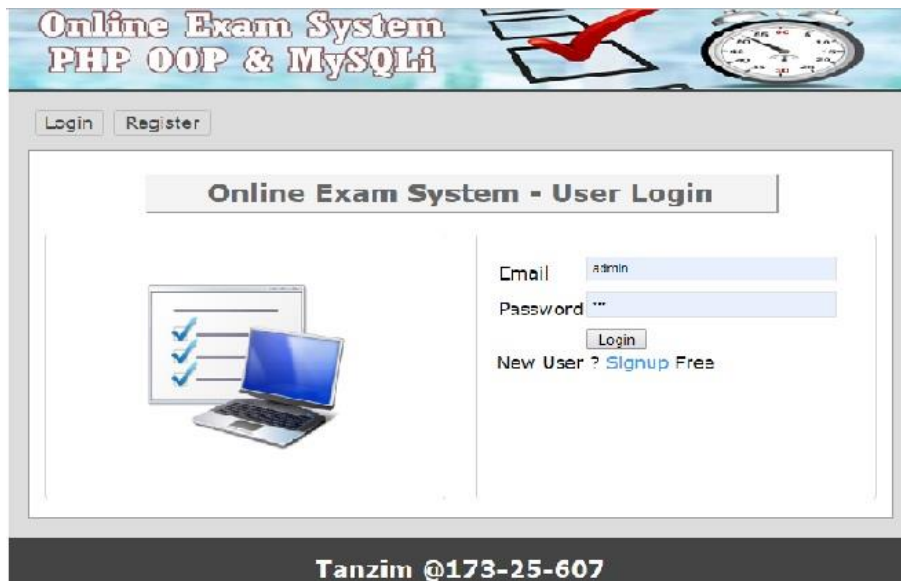 Online Exam System
PHP OOP & MySQLi
Login Register
Online Exam System - User Login
Email admin
Password ···
Login
New User ? Signup Free
Tanzim @173-25-607